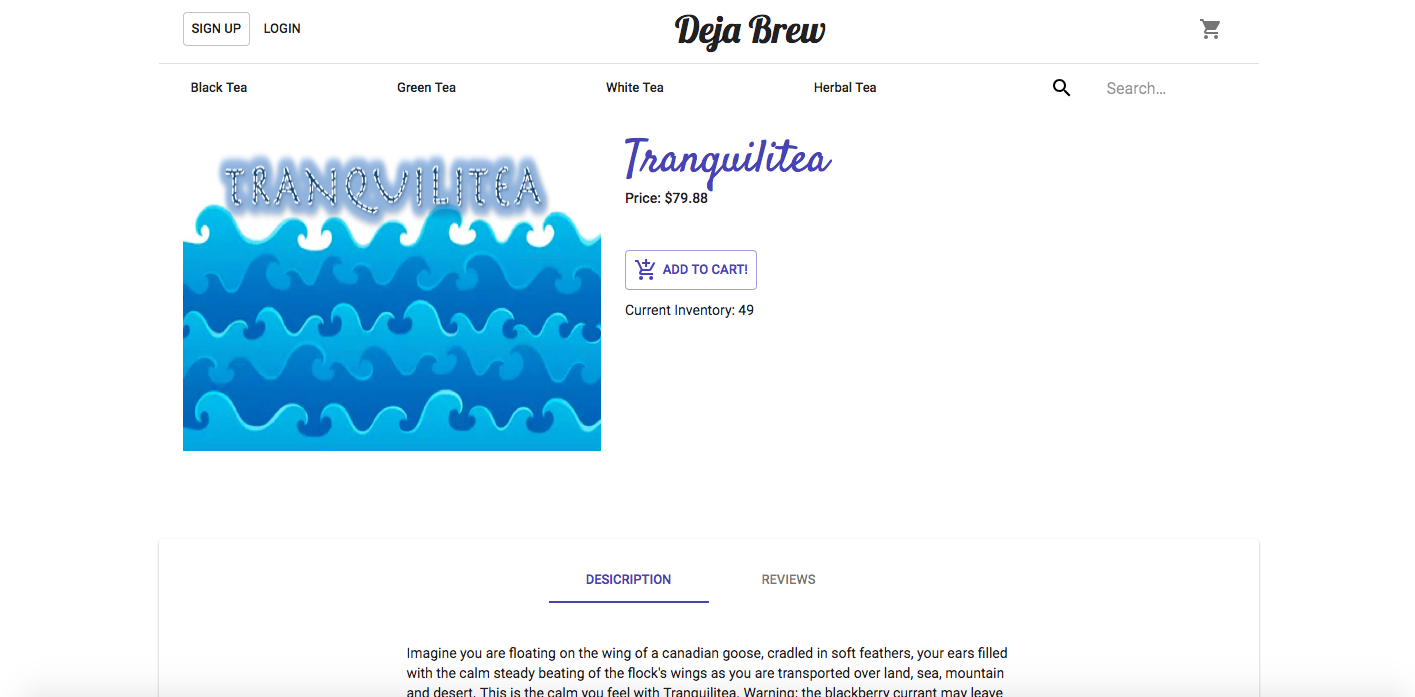 SIGN UP LOGIN Deja Brew
Black Tea Green Tea White Tea Herbal Tea Search...
TRANQUILITEA
Tranquilitea
Price: $79.88
ADD TO CART!
Current Inventory: 49
DESICRIPTION REVIEWS
Imagine you are floating on the wing of a canadian goose, cradled in soft feathers, your ears filled
with the calm steady beating of the flock's wings as you are transported over land, sea, mountain
and desert. This is the calm you feel with Tranquilitea. Warning: the blackberry currant may leave